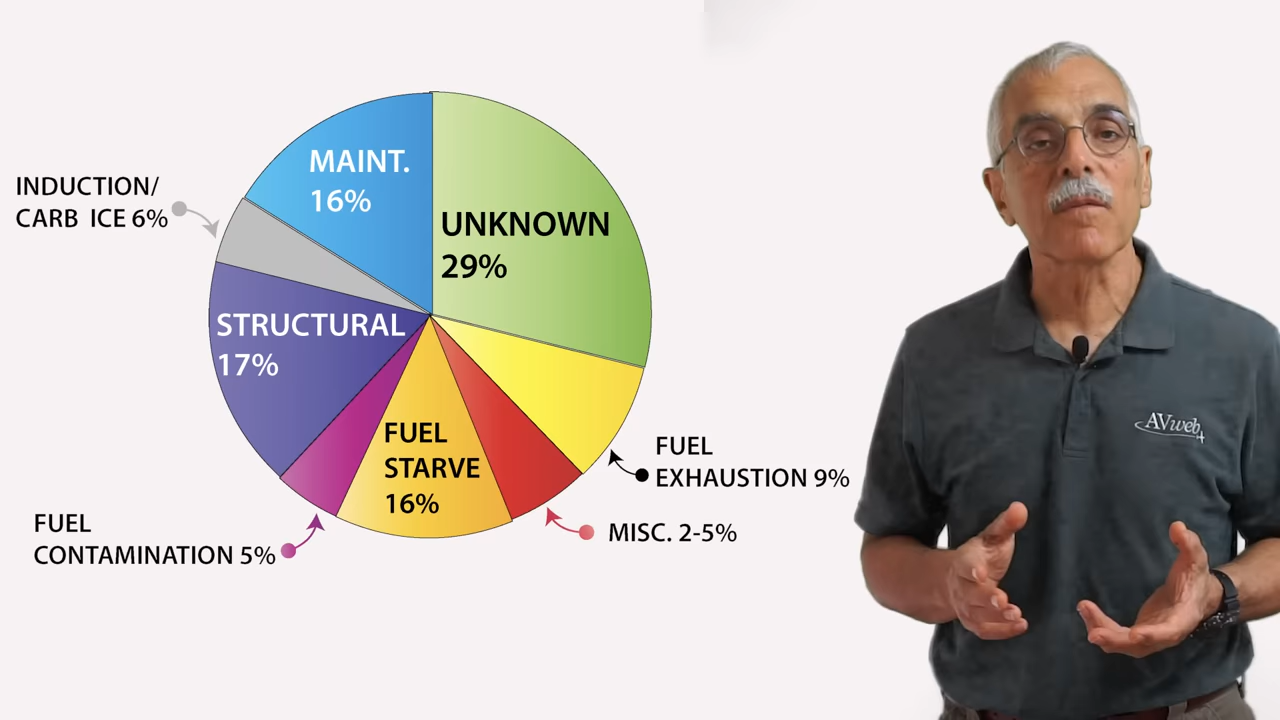 MAINT.
16%
INDUCTION/
CARB ICE 6%
UNKNOWN
29%
STRUCTURAL
17%
FUEL
STARVE
16%
FUEL
EXHAUSTION 9%
MISC. 2-5%
FUEL
CONTAMINATION 5%
AVweb